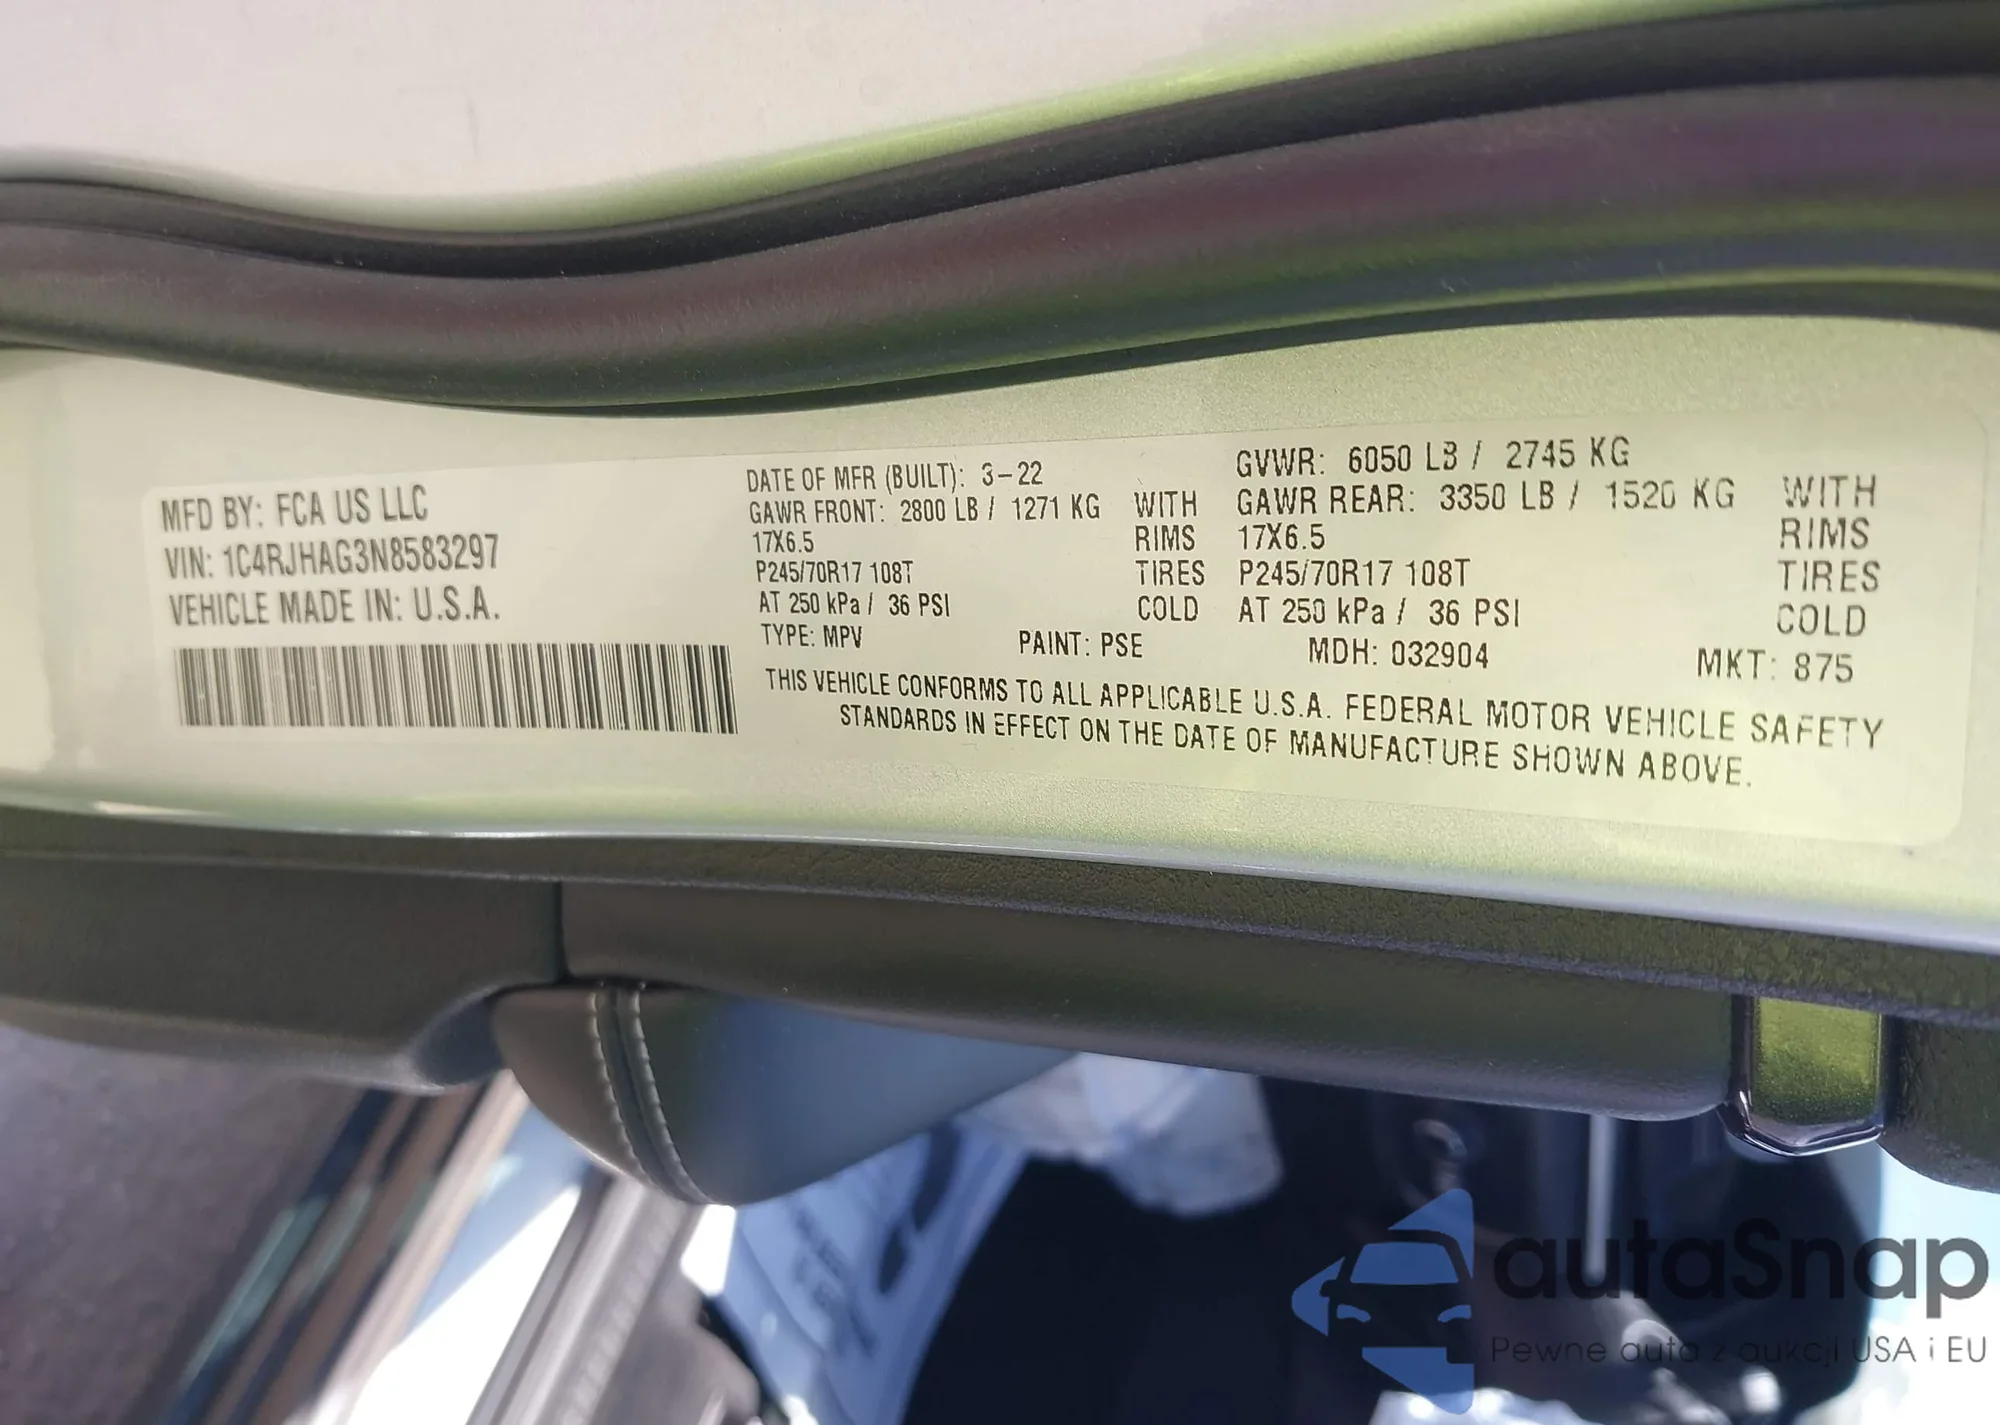 MFD BY: FCA US LLC
VIN: 1C4RJHAG3N8583297
VEHICLE MADE IN: U.S.A.
DATE OF MFR (BUILT): 3-22
GVWR: 6050 LB / 2745 KG
GAWR FRONT: 2800 LB / 1271 KG WITH GAWR REAR: 3350 LB / 1520 KG WITH
17X6.5 RIMS 17X6.5 RIMS
P245/70R17 108T TIRES P245/70R17 108T TIRES
AT 250 kPa / 36 PSI COLD AT 250 kPa / 36 PSI COLD
TYPE: MPV PAINT: PSE MDH: 032904 MKT: 875
THIS VEHICLE CONFORMS TO ALL APPLICABLE U.S.A. FEDERAL MOTOR VEHICLE SAFETY
STANDARDS IN EFFECT ON THE DATE OF MANUFACTURE SHOWN ABOVE.
autaSnap
Pewne auta z aukcji USA i EU